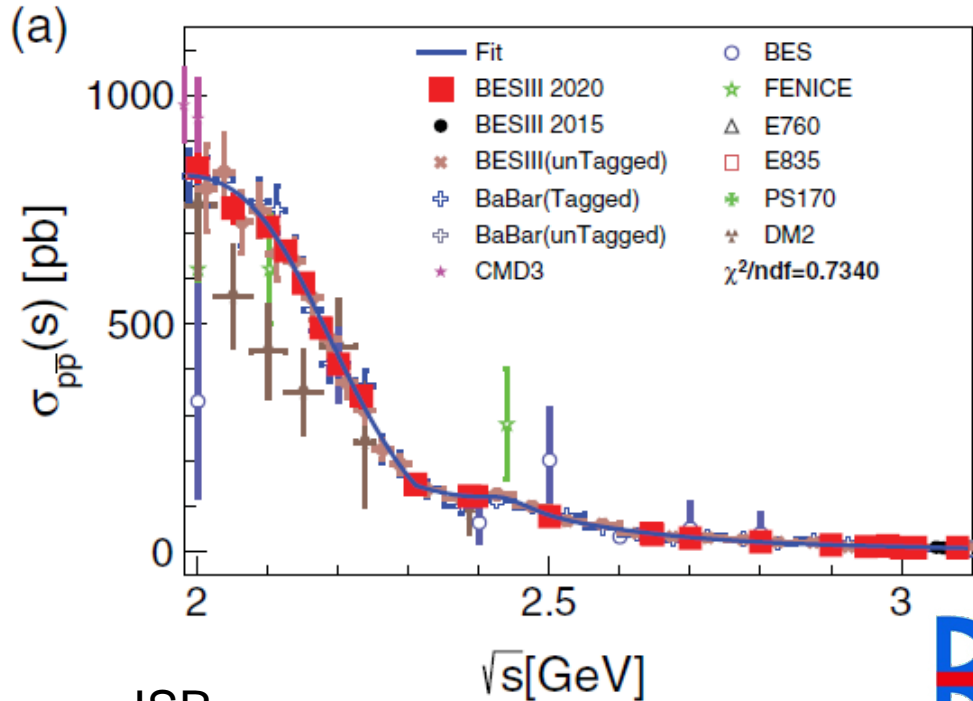 (a)
Fit
BESIII 2020
BESIII 2015
BESIII(unTagged)
BaBar(Tagged)
BaBar(unTagged)
CMD3
BES
FENICE
E760
E835
PS170
DM2
χ²/ndf=0.7340
σpp̅(s) [pb]
1000
500
0
2
2.5
3
√s[GeV]